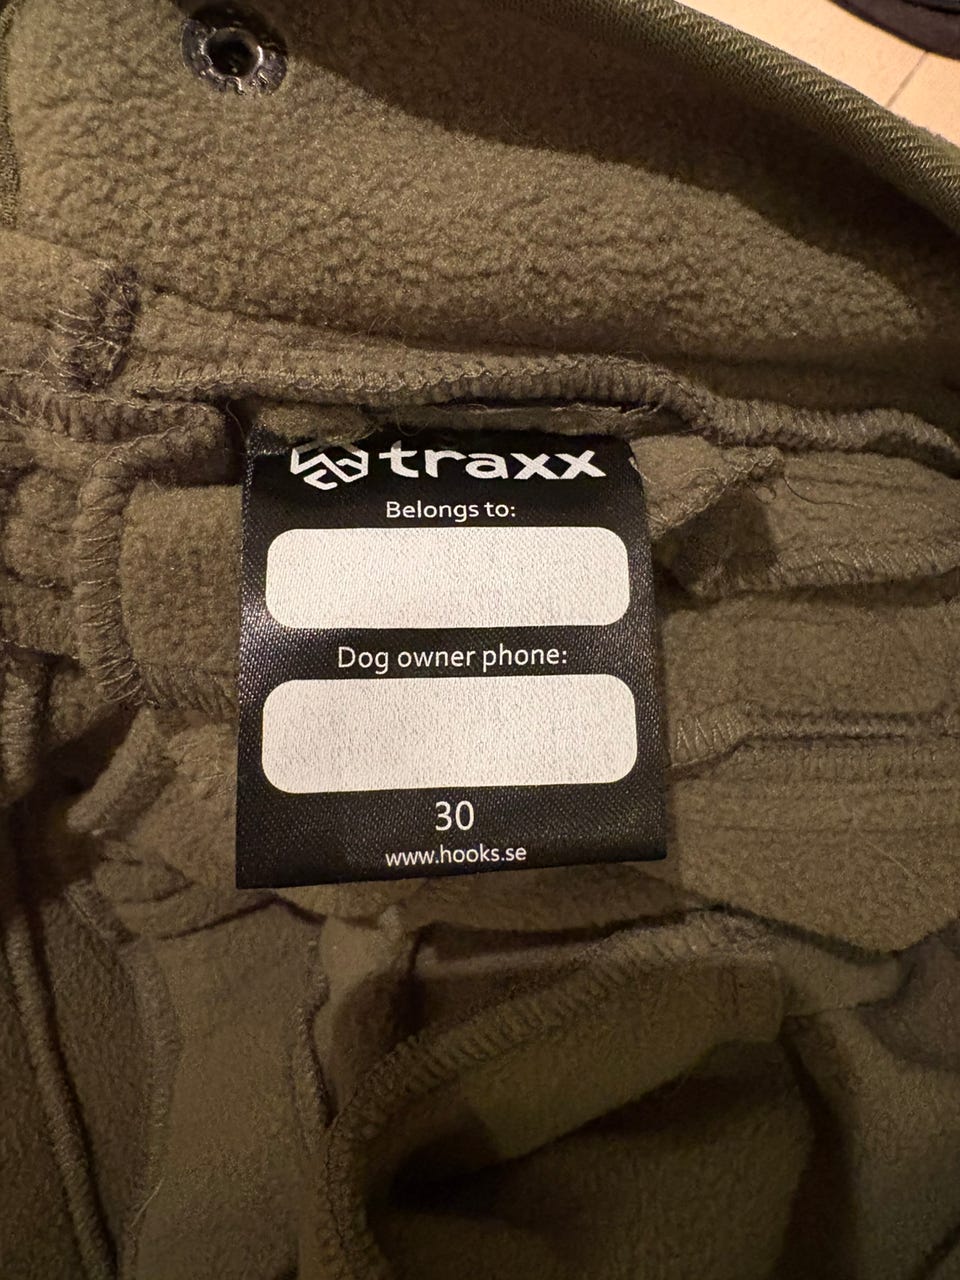 traxx
Belongs to:
Dog owner phone:
30
www.hooks.se